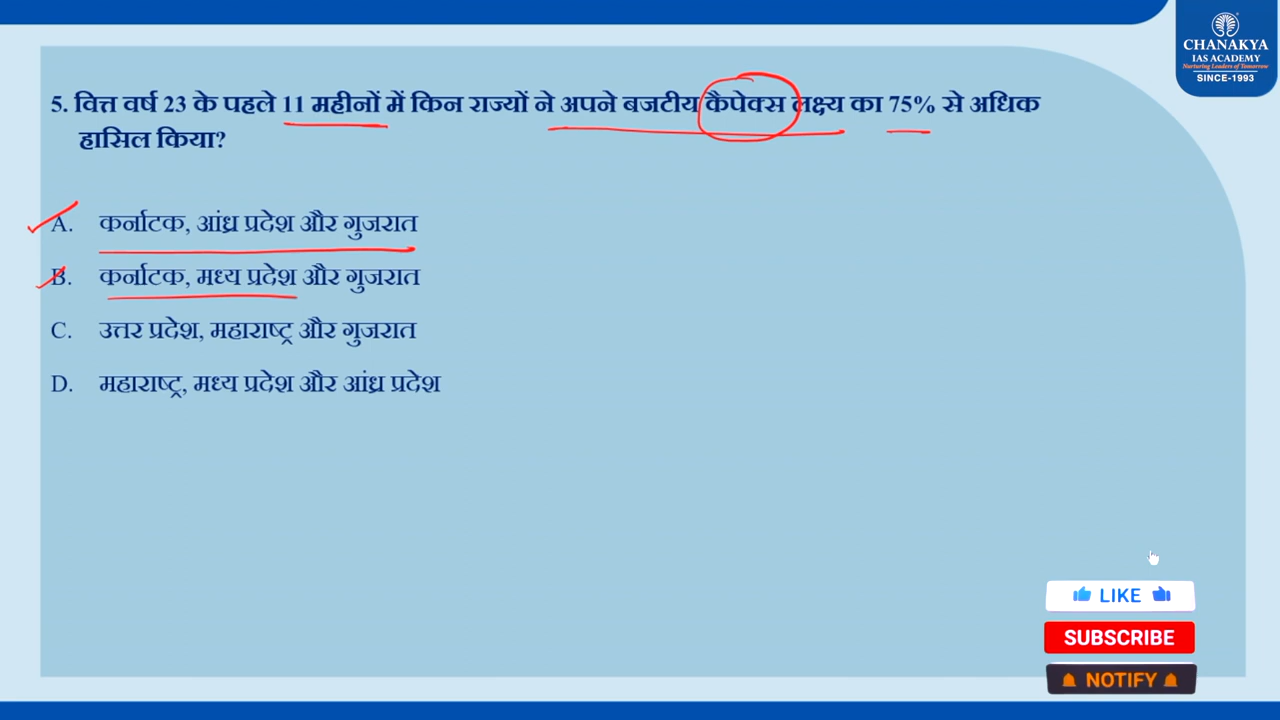 CHANAKYA
IAS ACADEMY
Nurturing Leaders of Tomorrow
SINCE-1993
5. वित्त वर्ष 23 के पहले 11 महीनों में किन राज्यों ने अपने बजटीय कैपेक्स लक्ष्य का 75% से अधिक
हासिल किया?
A. कर्नाटक, आंध्र प्रदेश और गुजरात
B. कर्नाटक, मध्य प्रदेश और गुजरात
C. उत्तर प्रदेश, महाराष्ट्र और गुजरात
D. महाराष्ट्र, मध्य प्रदेश और आंध्र प्रदेश
LIKE
SUBSCRIBE
NOTIFY